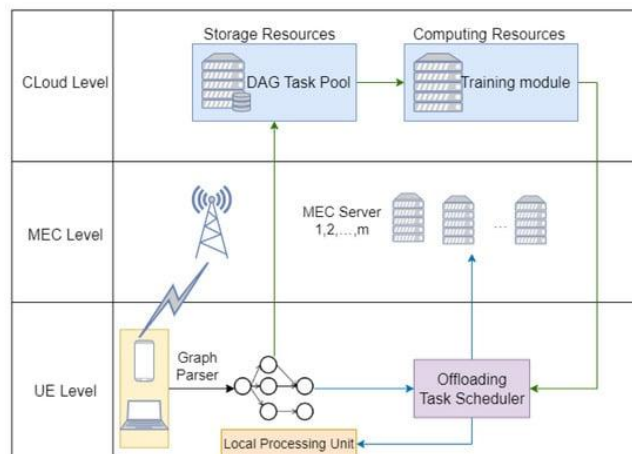 Storage Resources
Computing Resources
CLoud Level
DAG Task Pool
Training module
MEC Level
MEC Server
1,2,...,m
...
UE Level
Graph
Parser
Offloading
Task Scheduler
Local Processing Unit